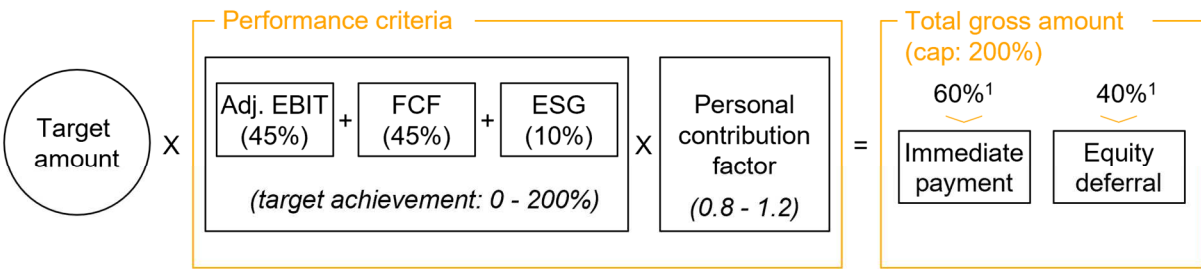 Performance criteria
Total gross amount
(cap: 200%)
Target
amount
X
Adj. EBIT
(45%)
+
FCF
(45%)
+
ESG
(10%)
(target achievement: 0 - 200%)
X
Personal
contribution
factor
(0.8 - 1.2)
=
60%¹
Immediate
payment
40%¹
Equity
deferral